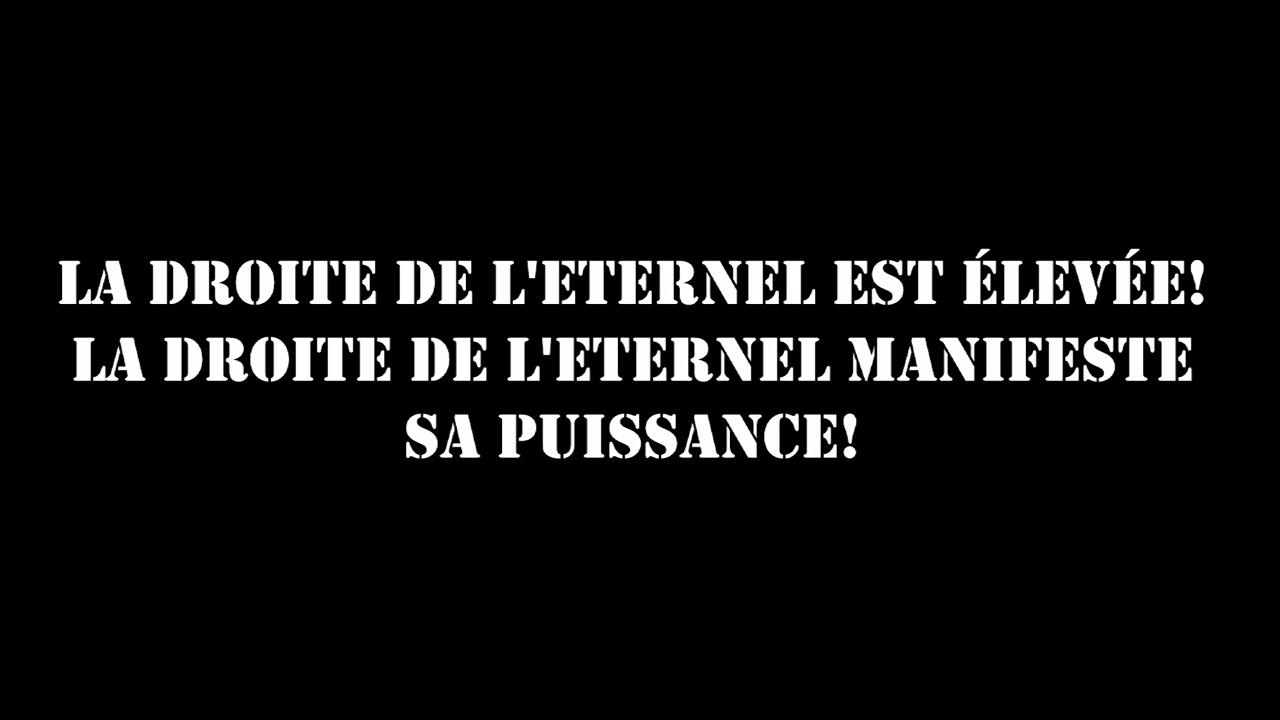 LA DROITE DE L'ETERNEL EST ÉLEVÉE!
LA DROITE DE L'ETERNEL MANIFESTE
SA PUISSANCE!